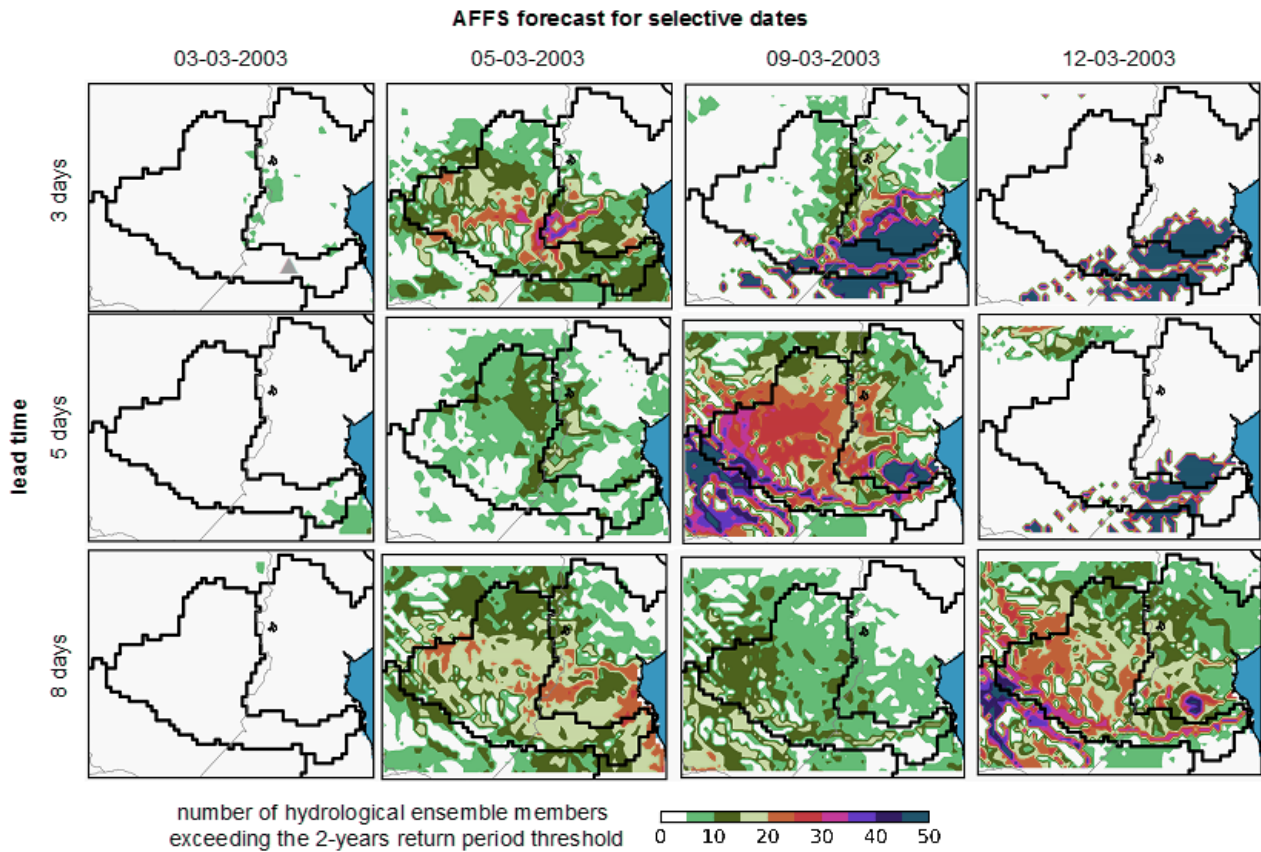 AFFS forecast for selective dates
03-03-2003 05-03-2003 09-03-2003 12-03-2003
3 days
5 days
8 days
lead time
number of hydrological ensemble members
exceeding the 2-years return period threshold
0 10 20 30 40 50